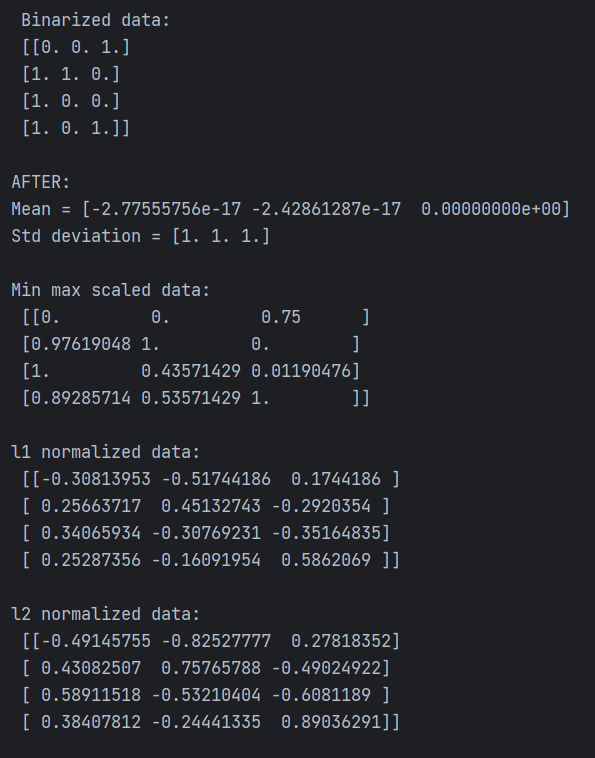 Binarized data:
[[0. 0. 1.]
[1. 1. 0.]
[1. 0. 0.]
[1. 0. 1.]]
AFTER:
Mean = [-2.77555756e-17 -2.42861287e-17  0.00000000e+00]
Std deviation = [1. 1. 1.]
Min max scaled data:
[[0.         0.         0.75      ]
[0.97619048 1.         0.        ]
[1.         0.43571429 0.01190476]
[0.89285714 0.53571429 1.        ]]
l1 normalized data:
[[-0.30813953 -0.51744186  0.1744186 ]
[ 0.25663717  0.45132743 -0.2920354 ]
[ 0.34065934 -0.30769231 -0.35164835]
[ 0.25287356 -0.16091954  0.5862069 ]]
l2 normalized data:
[[-0.49145755 -0.82527777  0.27818352]
[ 0.43082507  0.75765788 -0.49024922]
[ 0.58911518 -0.53210404 -0.6081189 ]
[ 0.38407812 -0.24441335  0.89036291]]